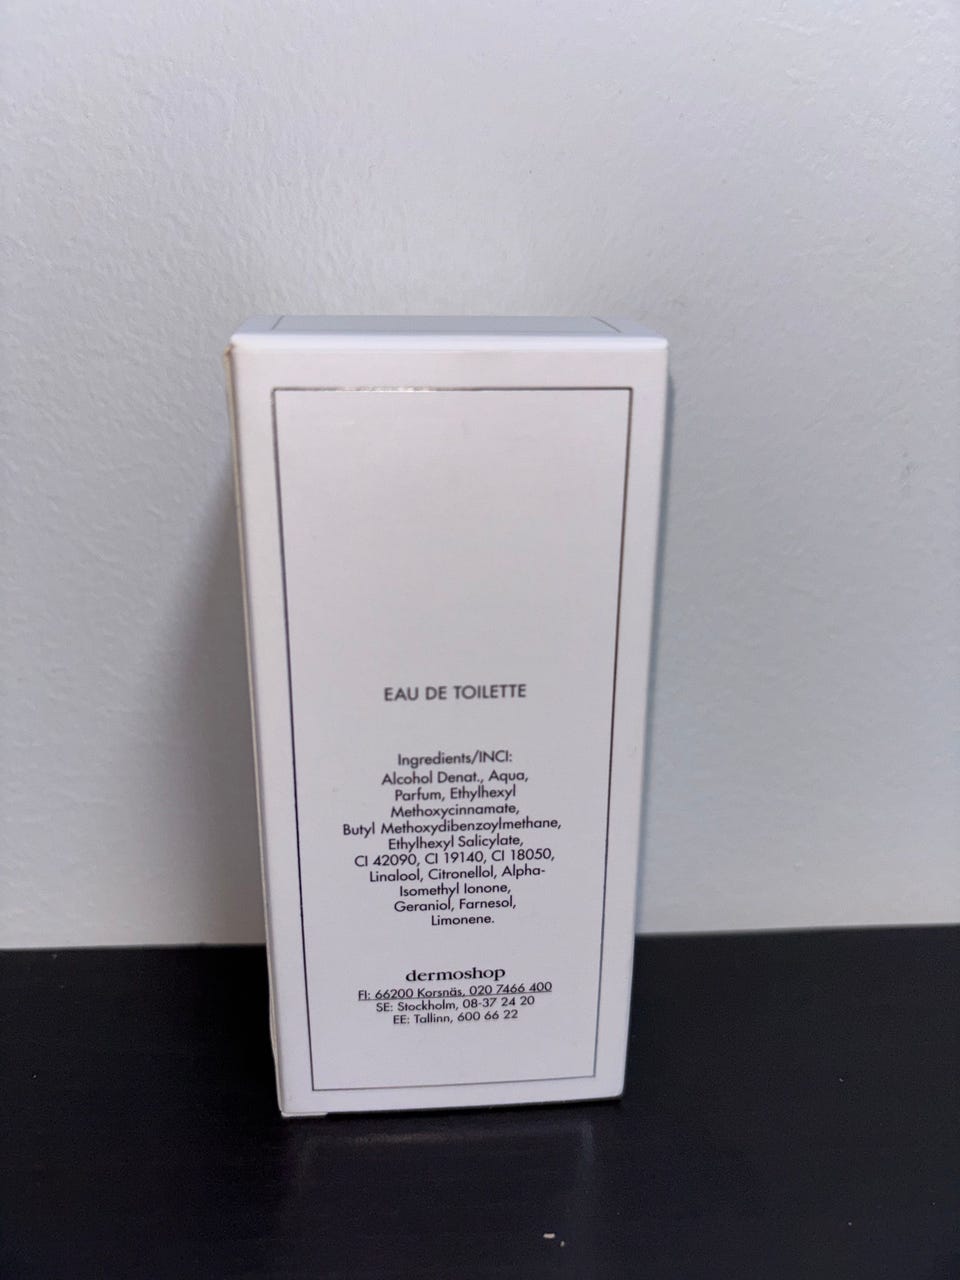 EAU DE TOILETTE
Ingredients/INCI:
Alcohol Denat., Aqua,
Parfum, Ethylhexyl
Methoxycinnamate,
Butyl Methoxydibenzoylmethane,
Ethylhexyl Salicylate,
CI 42090, CI 19140, CI 18050,
Linalool, Citronellol, Alpha-
Isomethyl Ionone,
Geraniol, Farnesol,
Limonene.
dermoshop
FI: 66200 Korsnäs, 020 7466 400
SE: Stockholm, 08-37 24 20
EE: Tallinn, 600 66 22